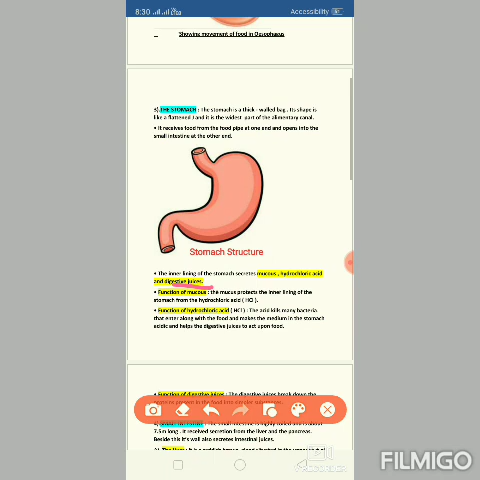 8:30
Accessibility
Showing movement of food in Oesophagus
3).THE STOMACH : The stomach is a thick - walled bag . Its shape is
like a flattened J and it is the widest part of the alimentary canal.
• It receives food from the food pipe at one end and opens into the
small intestine at the other end.
Stomach Structure
• The inner lining of the stomach secretes mucous , hydrochloric acid
and digestive juices.
• Function of mucous : the mucus protects the inner lining of the
stomach from the hydrochloric acid ( HCl ).
• Function of hydrochloric acid ( HCl ) : The acid kills many bacteria
that enter along with the food and makes the medium in the stomach
acidic and helps the digestive juices to act upon food.
• Function of digestive juices : The digestive juices break down the
7.5m long . It received secretion from the liver and the pancreas.
Beside this it's wall also secretes intestinal juices.
FILMIGO